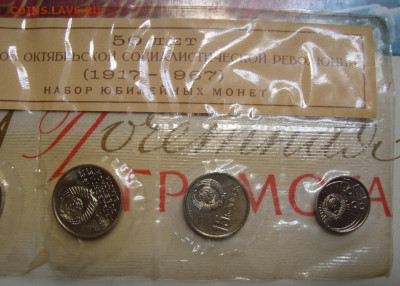 COINS.LAVE.RU
50 ЛЕТ
ОКТЯБРЬСКОЙ СОЦИАЛИСТИЧЕСКОЙ РЕВОЛЮЦИИ
(1917-1967)
НАБОР ЮБИЛЕЙНЫХ МОНЕТ
Почетная
ГРАМОТА